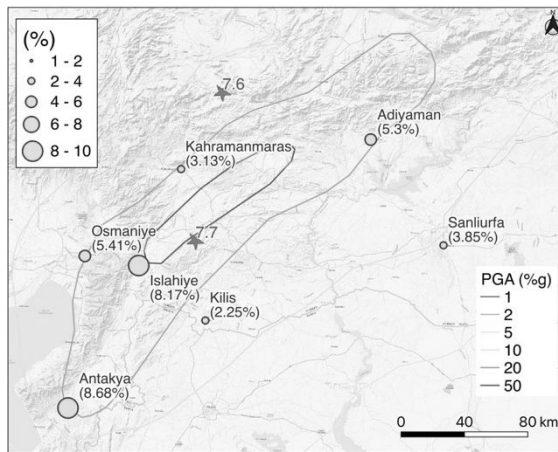 (%)
1 - 2
2 - 4
4 - 6
6 - 8
8 - 10
7.6
Adiyaman
(5.3%)
Kahramanmaras
(3.13%)
Osmaniye
(5.41%)
7.7
Sanliurfa
(3.85%)
Islahiye
(8.17%)
Kilis
(2.25%)
PGA (%g)
1
2
5
10
20
50
Antakya
(8.68%)
0 40 80 km